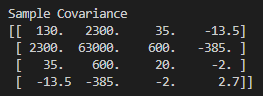 Sample Covariance
[[  130.   2300.     35.    -13.5]
 [ 2300.  63000.    600.   -385. ]
 [   35.    600.     20.     -2. ]
 [  -13.5  -385.     -2.      2.7]]